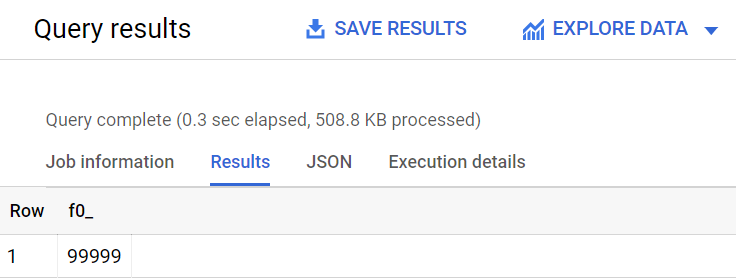 Query results SAVE RESULTS EXPLORE DATA
Query complete (0.3 sec elapsed, 508.8 KB processed)
Job information Results JSON Execution details
Row f0_
1 99999